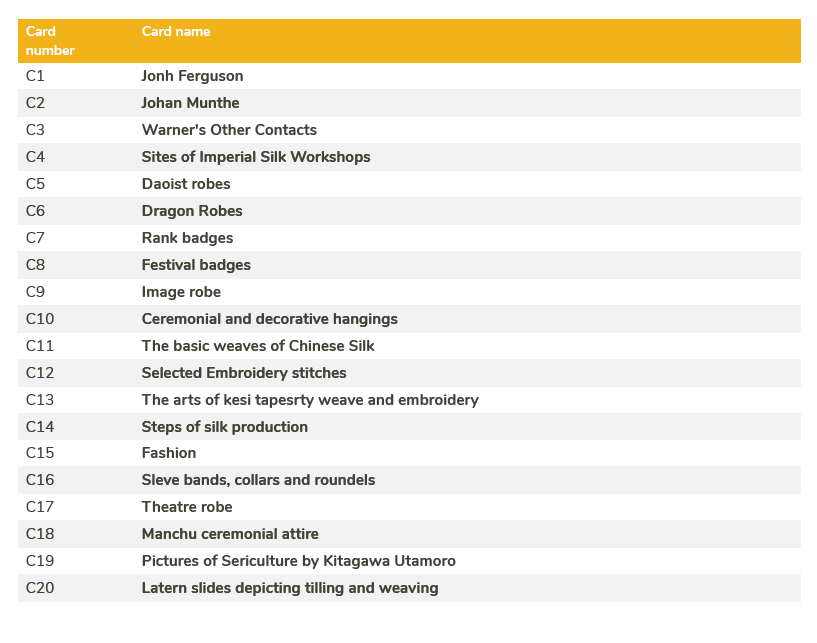 Card number Card name
C1 Jonh Ferguson
C2 Johan Munthe
C3 Warner's Other Contacts
C4 Sites of Imperial Silk Workshops
C5 Daoist robes
C6 Dragon Robes
C7 Rank badges
C8 Festival badges
C9 Image robe
C10 Ceremonial and decorative hangings
C11 The basic weaves of Chinese Silk
C12 Selected Embroidery stitches
C13 The arts of kesi tapesrty weave and embroidery
C14 Steps of silk production
C15 Fashion
C16 Sleve bands, collars and roundels
C17 Theatre robe
C18 Manchu ceremonial attire
C19 Pictures of Sericulture by Kitagawa Utamoro
C20 Latern slides depicting tilling and weaving